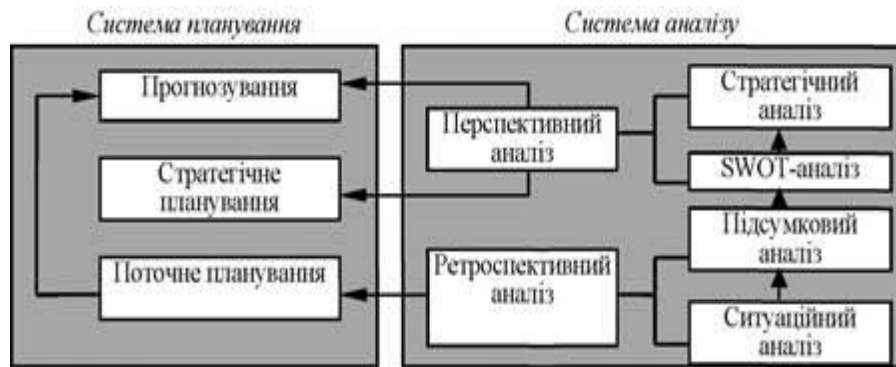 Система планування
Прогнозування
Стратегічне
планування
Поточне планування
Система аналізу
Перспективний
аналіз
Ретроспективний
аналіз
Стратегічний
аналіз
SWOT-аналіз
Підсумковий
аналіз
Ситуаційний
аналіз